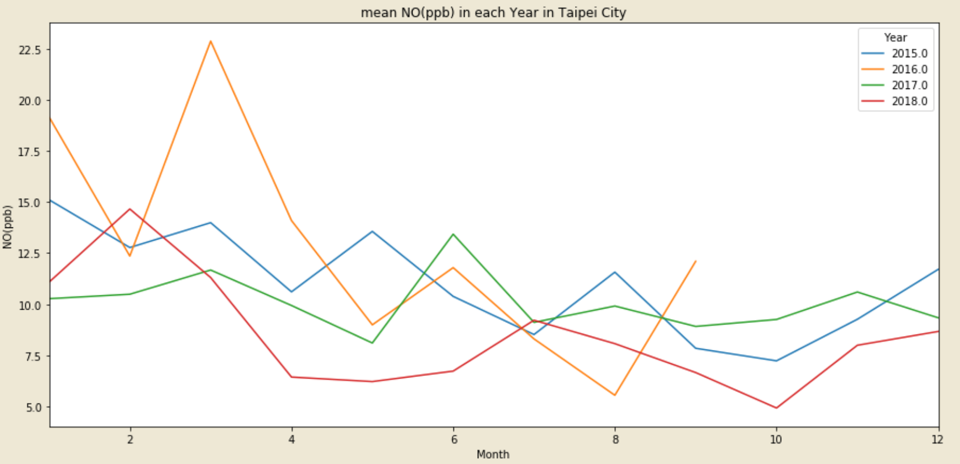 mean NO(ppb) in each Year in Taipei City
Year
2015.0
2016.0
2017.0
2018.0
22.5
20.0
17.5
15.0
12.5
10.0
7.5
5.0
NO(ppb)
2 4 6 8 10 12
Month